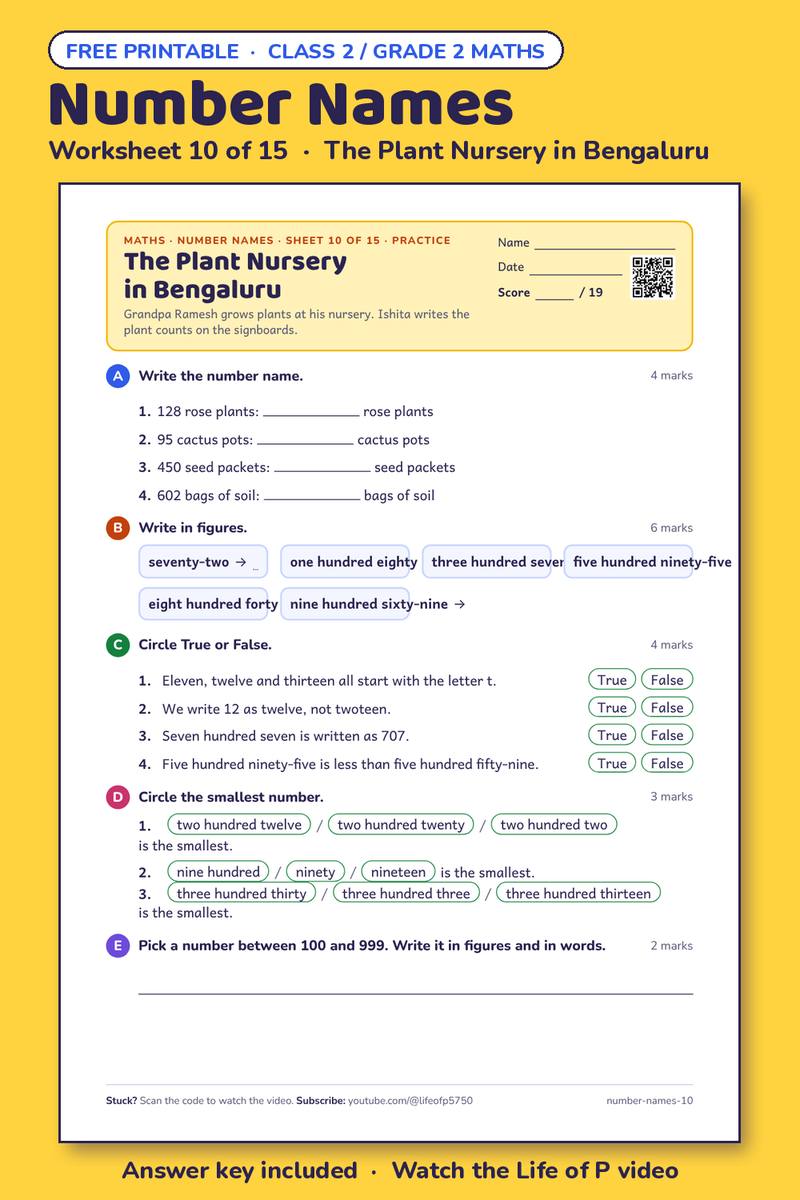 FREE PRINTABLE · CLASS 2 / GRADE 2 MATHS
Number Names
Worksheet 10 of 15 · The Plant Nursery in Bengaluru
MATHS · NUMBER NAMES · SHEET 10 OF 15 · PRACTICE
The Plant Nursery
in Bengaluru
Grandpa Ramesh grows plants at his nursery. Ishita writes the
plant counts on the signboards.
Name
Date
Score / 19
A Write the number name. 4 marks
1. 128 rose plants: rose plants
2. 95 cactus pots: cactus pots
3. 450 seed packets: seed packets
4. 602 bags of soil: bags of soil
B Write in figures. 6 marks
seventy-two → one hundred eighty three hundred seven five hundred ninety-five
eight hundred forty nine hundred sixty-nine →
C Circle True or False. 4 marks
1. Eleven, twelve and thirteen all start with the letter t. True False
2. We write 12 as twelve, not twoteen. True False
3. Seven hundred seven is written as 707. True False
4. Five hundred ninety-five is less than five hundred fifty-nine. True False
D Circle the smallest number. 3 marks
1. two hundred twelve / two hundred twenty / two hundred two
is the smallest.
2. nine hundred / ninety / nineteen is the smallest.
3. three hundred thirty / three hundred three / three hundred thirteen
is the smallest.
E Pick a number between 100 and 999. Write it in figures and in words. 2 marks
Stuck? Scan the code to watch the video. Subscribe: youtube.com/@lifeofp5750 number-names-10
Answer key included · Watch the Life of P video